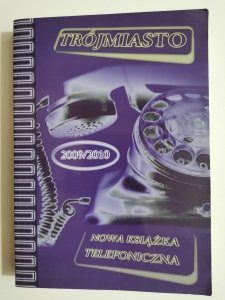 TRÓJMIASTO
2009/2010
NOWA KSIĄŻKA
TELEFONICZNA